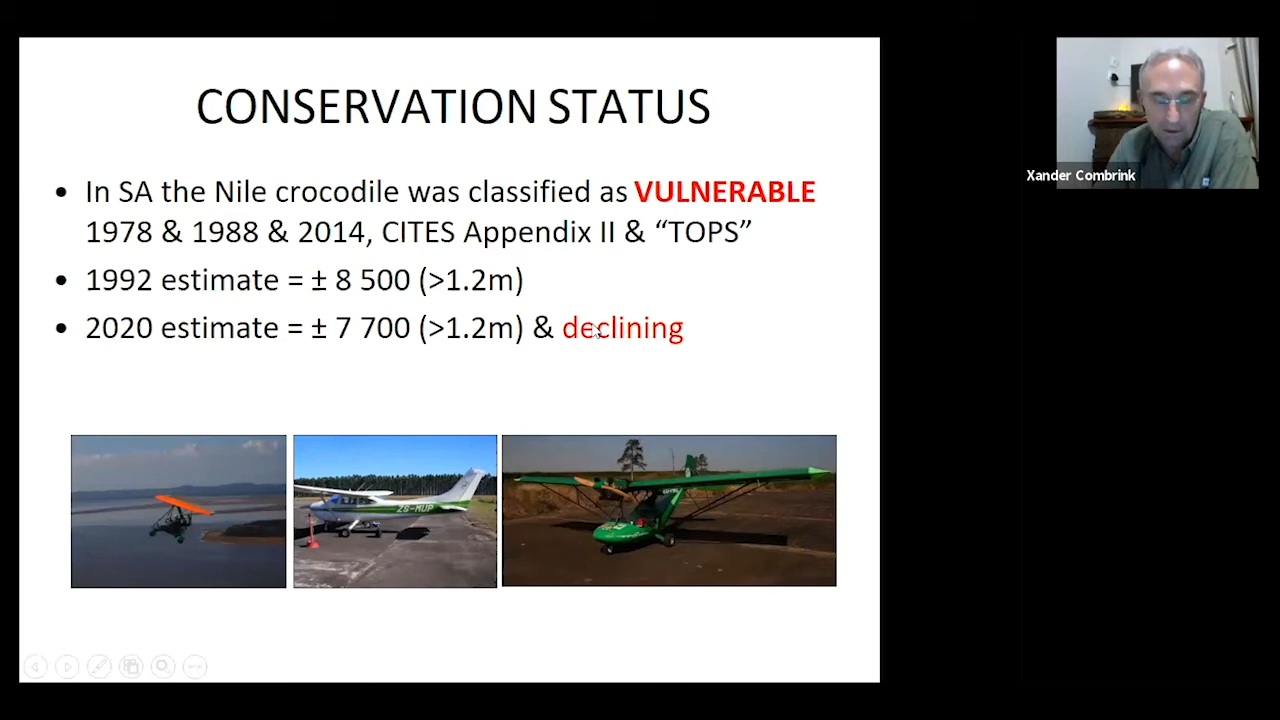 CONSERVATION STATUS
• In SA the Nile crocodile was classified as VULNERABLE
1978 & 1988 & 2014, CITES Appendix II & “TOPS”
• 1992 estimate = ± 8 500 (>1.2m)
• 2020 estimate = ± 7 700 (>1.2m) & declining
ZS-MUP
Xander Combrink